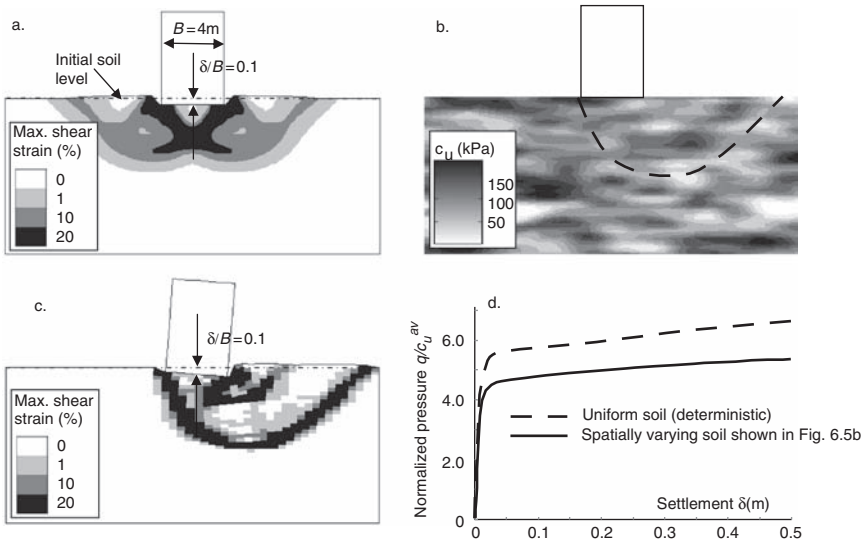 a.
B = 4m
δ/B = 0.1
Initial soil
level
Max. shear
strain (%)
0
1
10
20
b.
c_u (kPa)
150
100
50
c.
δ/B = 0.1
Max. shear
strain (%)
0
1
10
20
d.
Normalized pressure q/c_u^av
6.0
4.0
2.0
0
Uniform soil (deterministic)
Spatially varying soil shown in Fig. 6.5b
Settlement δ(m)
0 0.1 0.2 0.3 0.4 0.5